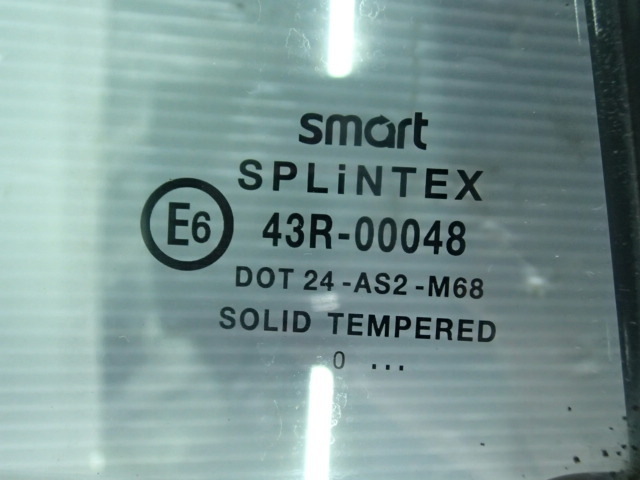 smart
SPLiNTEX
E6 43R-00048
DOT 24-AS2-M68
SOLID TEMPERED
0 ...